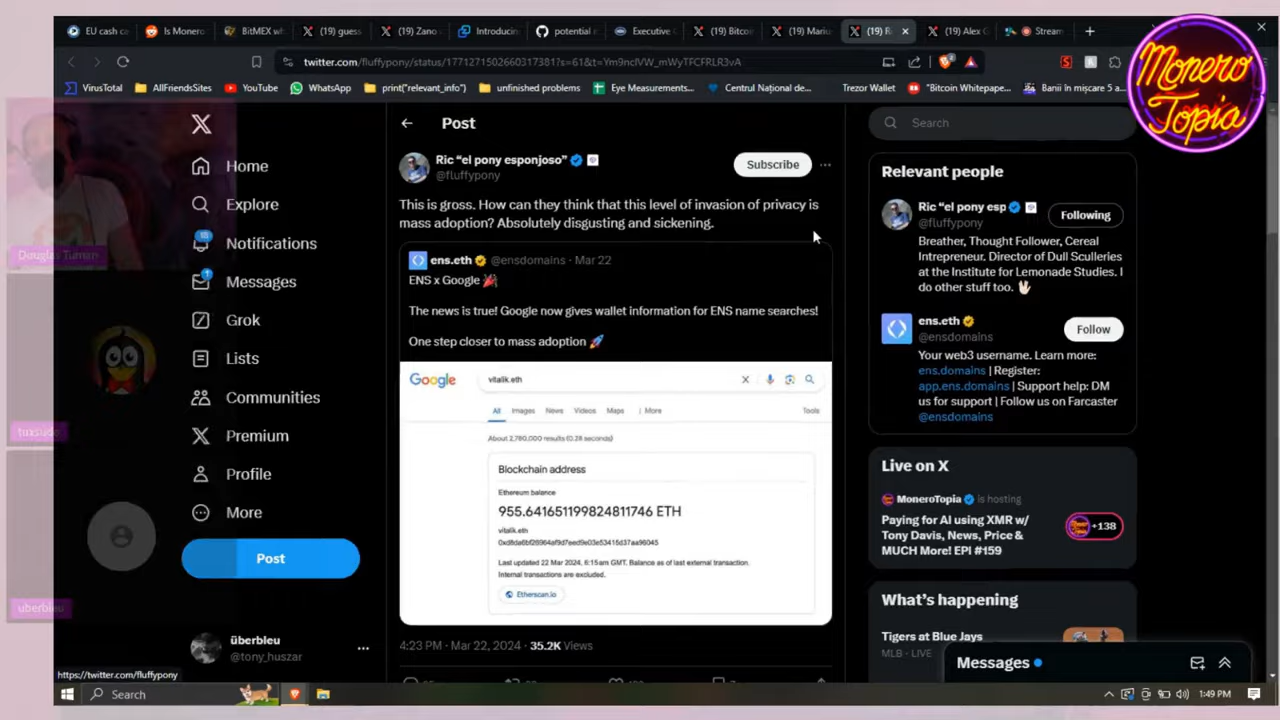 EU cash ca
Is Monero
BitMEX wh
(19) guess
(19) Zano
Introducin
potential
Executive
(19) Bitco
(19) Mariu
(19)
(19) Alex
Stream
Monero
Topia
VirusTotal
AllFriendsSites
YouTube
WhatsApp
print("relevant_info")
unfinished problems
Eye Measurements...
Centrul Național de...
Trezor Wallet
"Bitcoin Whitepape...
Banii în mișcare 5 a...
Home
Explore
Notifications
Messages
Grok
Lists
Communities
Premium
Profile
More
Post
überbleu
@tony_huszar
https://twitter.com/fluffypony
Douglas Tuman
tuxsudo
uberbleu
Post
Ric "el pony esponjoso"
@fluffypony
Subscribe
This is gross. How can they think that this level of invasion of privacy is
mass adoption? Absolutely disgusting and sickening.
ens.eth @ensdomains · Mar 22
ENS x Google
The news is true! Google now gives wallet information for ENS name searches!
One step closer to mass adoption
Google
vitalik.eth
All Images News Videos Maps More Tools
About 2,780,000 results (0.28 seconds)
Blockchain address
Ethereum balance
955.641651199824811746 ETH
vitalik.eth
Last updated 22 Mar 2024, 6:15am GMT. Balance as of last external transaction.
Internal transactions are excluded.
Etherscan.io
4:23 PM · Mar 22, 2024 · 35.2K Views
Search
Relevant people
Ric "el pony esp
@fluffypony
Following
Breather, Thought Follower, Cereal
Intrepreneur. Director of Dull Sculleries
at the Institute for Lemonade Studies. I
do other stuff too.
ens.eth
@ensdomains
Follow
Your web3 username. Learn more:
ens.domains | Register:
app.ens.domains | Support help: DM
us for support | Follow us on Farcaster
@ensdomains
Live on X
MoneroTopia is hosting
Paying for AI using XMR w/
Tony Davis, News, Price &
MUCH More! EPI #159
+138
What's happening
Tigers at Blue Jays
MLB · LIVE
Messages
Search
1:49 PM